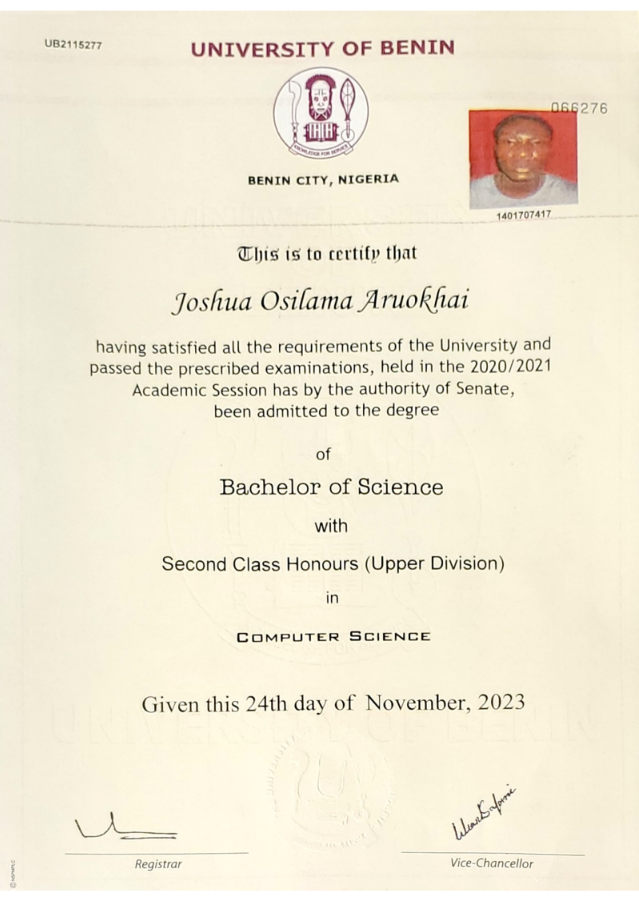 UB2115277
UNIVERSITY OF BENIN
066276
KNOWLEDGE FOR SERVICE
BENIN CITY, NIGERIA
1401707417
This is to certify that
Joshua Osilama Aruokhai
having satisfied all the requirements of the University and
passed the prescribed examinations, held in the 2020/2021
Academic Session has by the authority of Senate,
been admitted to the degree
of
Bachelor of Science
with
Second Class Honours (Upper Division)
in
COMPUTER SCIENCE
Given this 24th day of November, 2023
Registrar
Vice-Chancellor